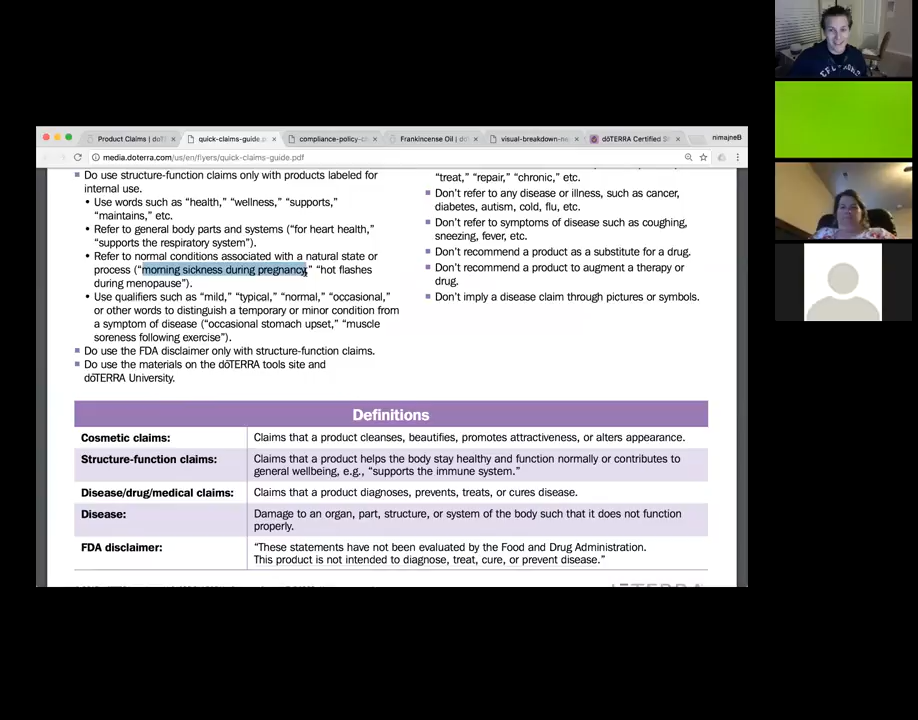 Product Claims | dōT
quick-claims-guide.p
compliance-policy-c
Frankincense Oil | dōT
visual-breakdown-ne
dōTERRA Certified S
nimajneB
media.doterra.com/us/en/flyers/quick-claims-guide.pdf
Do use structure-function claims only with products labeled for
internal use.
• Use words such as “health,” “wellness,” “supports,”
“maintains,” etc.
• Refer to general body parts and systems (“for heart health,”
“supports the respiratory system”).
• Refer to normal conditions associated with a natural state or
process (“morning sickness during pregnancy,” “hot flashes
during menopause”).
• Use qualifiers such as “mild,” “typical,” “normal,” “occasional,”
or other words to distinguish a temporary or minor condition from
a symptom of disease (“occasional stomach upset,” “muscle
soreness following exercise”).
Do use the FDA disclaimer only with structure-function claims.
Do use the materials on the dōTERRA tools site and
dōTERRA University.
“treat,” “repair,” “chronic,” etc.
Don’t refer to any disease or illness, such as cancer,
diabetes, autism, cold, flu, etc.
Don’t refer to symptoms of disease such as coughing,
sneezing, fever, etc.
Don’t recommend a product as a substitute for a drug.
Don’t recommend a product to augment a therapy or
drug.
Don’t imply a disease claim through pictures or symbols.
Definitions
Cosmetic claims:
Claims that a product cleanses, beautifies, promotes attractiveness, or alters appearance.
Structure-function claims:
Claims that a product helps the body stay healthy and function normally or contributes to
general wellbeing, e.g., “supports the immune system.”
Disease/drug/medical claims:
Claims that a product diagnoses, prevents, treats, or cures disease.
Disease:
Damage to an organ, part, structure, or system of the body such that it does not function
properly.
FDA disclaimer:
“These statements have not been evaluated by the Food and Drug Administration.
This product is not intended to diagnose, treat, cure, or prevent disease.”